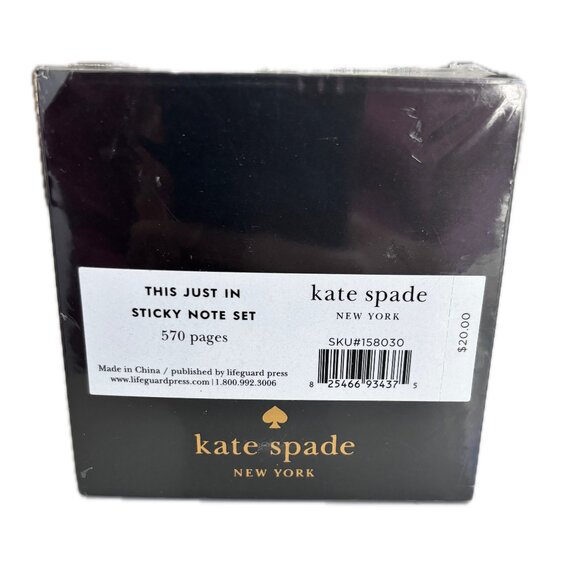 THIS JUST IN
STICKY NOTE SET
570 pages
Made in China / published by lifeguard press
www.lifeguardpress.com | 1.800.992.3006
kate spade
NEW YORK
SKU#158030
8 25466 93437 5
$20.00
kate spade
NEW YORK